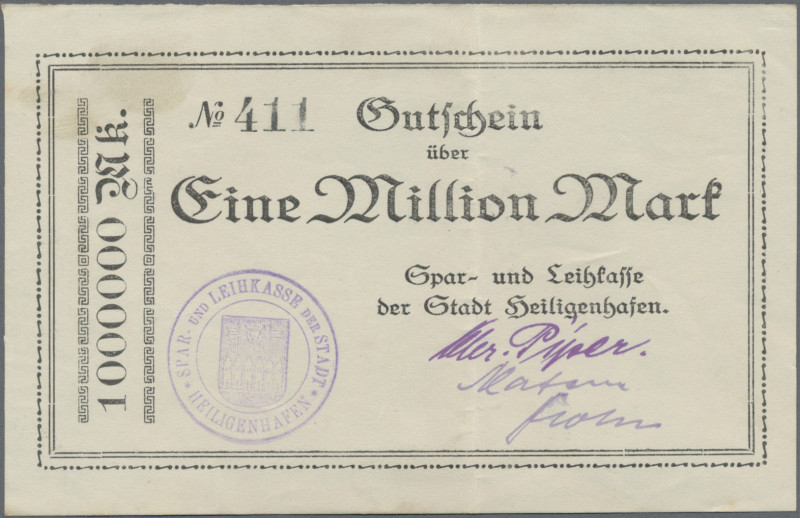 1000000 Mk.
№ 411 Gutschein
über
Eine Million Mark
Spar- und Leihkasse
der Stadt Heiligenhafen.
* SPAR- UND LEIHKASSE DER STADT *
HEILIGENHAFEN
Piper.